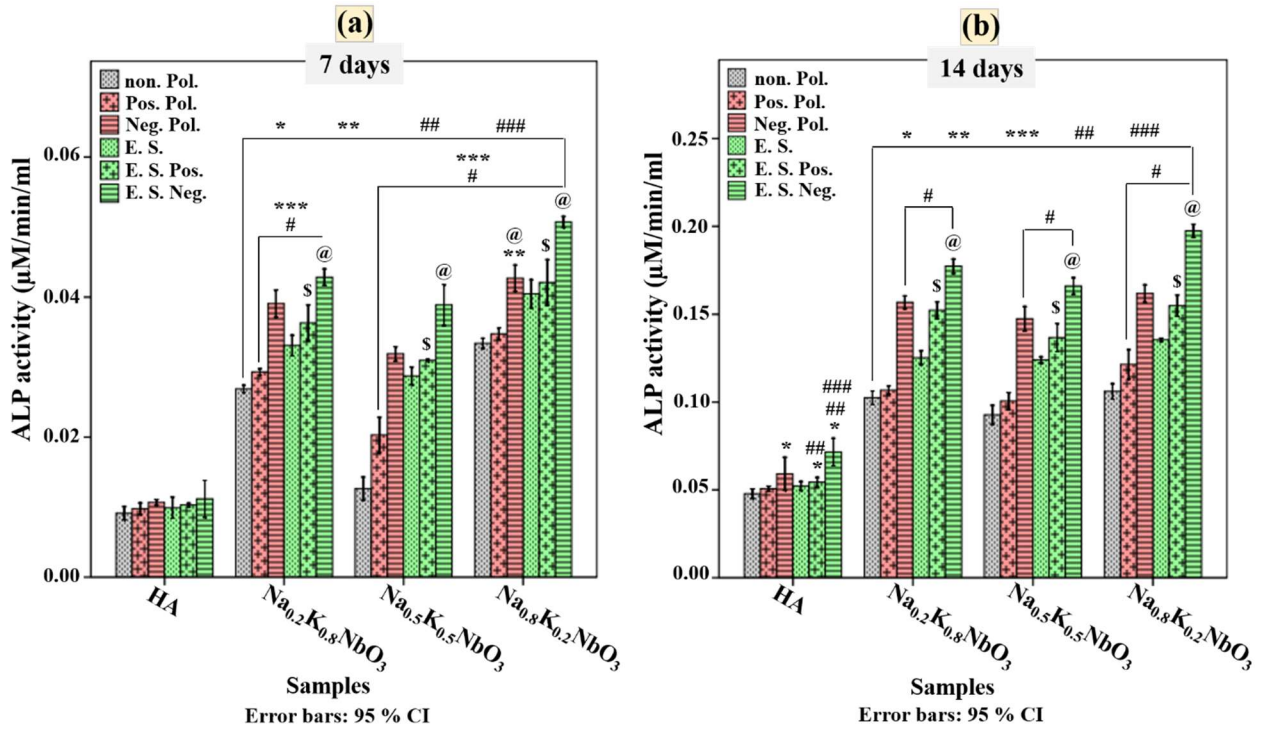 (a)
7 days
non. Pol.
Pos. Pol.
Neg. Pol.
E. S.
E. S. Pos.
E. S. Neg.
* ** ## ###
***
#
***
#
@
$
@
$
@
**
$
@
ALP activity (µM/min/ml)
0.06
0.04
0.02
0.00
HA
Na0.2K0.8NbO3
Na0.5K0.5NbO3
Na0.8K0.2NbO3
Samples
Error bars: 95 % CI
(b)
14 days
non. Pol.
Pos. Pol.
Neg. Pol.
E. S.
E. S. Pos.
E. S. Neg.
* ** *** ## ###
#
#
#
@
$
@
$
@
$
*
##
*
###
##
*
ALP activity (µM/min/ml)
0.25
0.20
0.15
0.10
0.05
0.00
HA
Na0.2K0.8NbO3
Na0.5K0.5NbO3
Na0.8K0.2NbO3
Samples
Error bars: 95 % CI